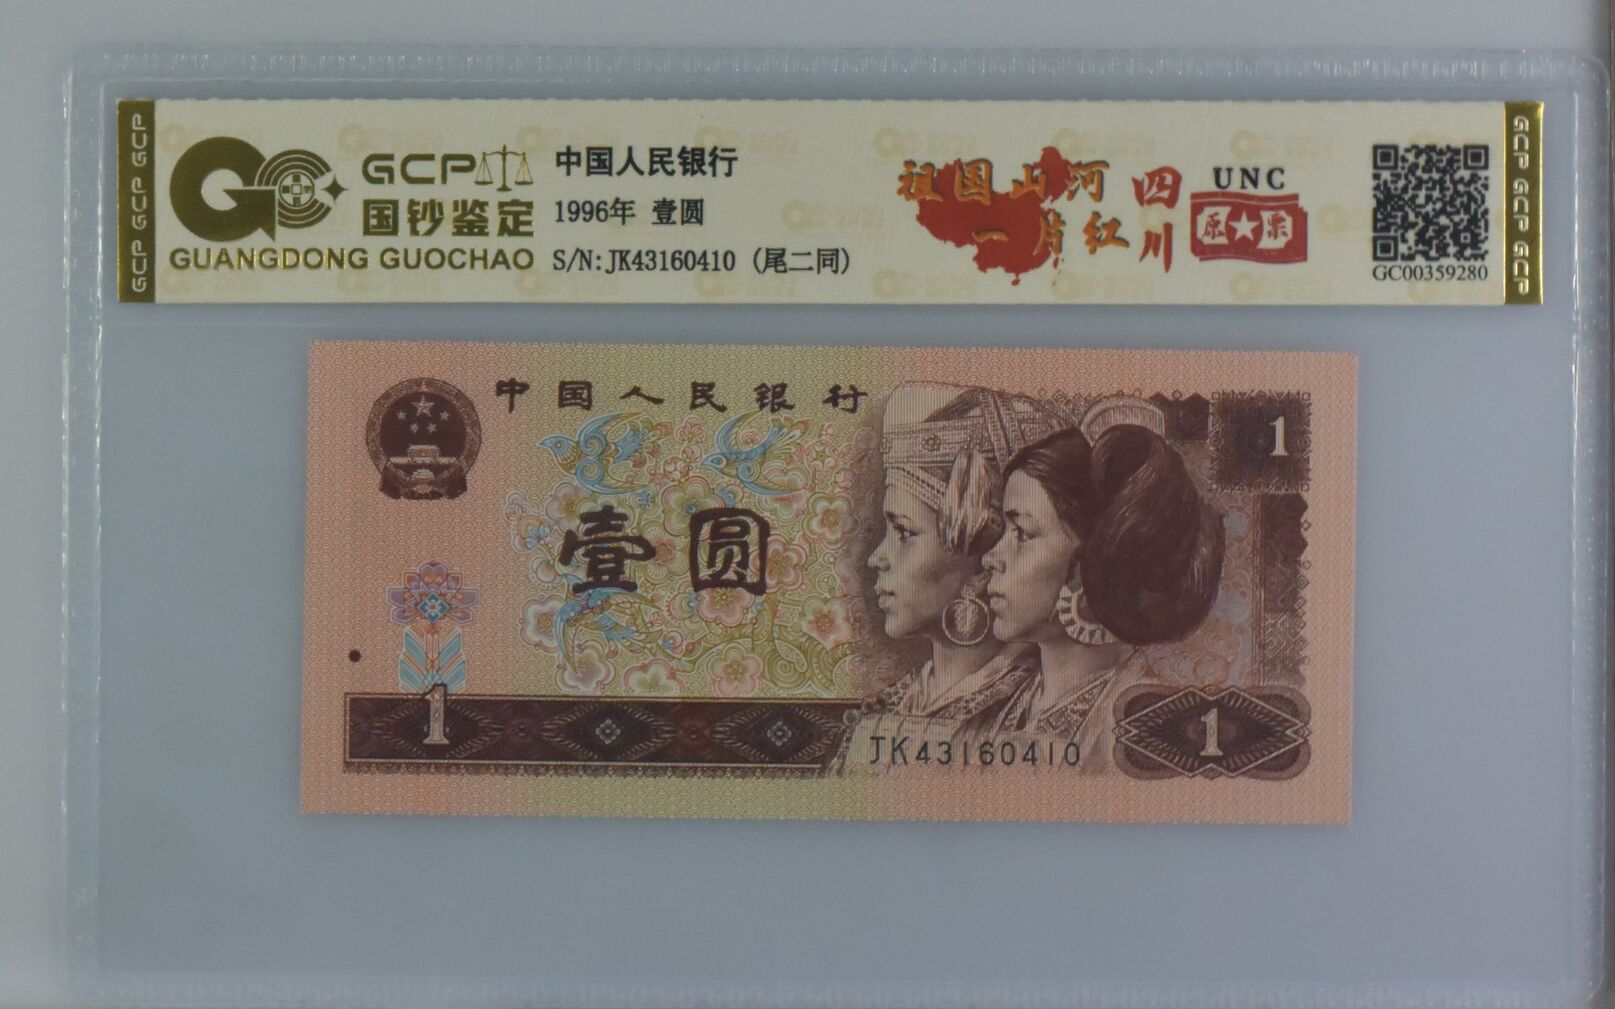 GCP GCP GCP
GCP
国钞鉴定
GUANGDONG GUOCHAO
中国人民银行
1996年 壹圆
S/N:JK43160410 (尾二同)
祖国山河
一片红
四川
UNC
原★票
GC00359280
GCP GCP GCP
中国人民银行
1
壹圆
1
JK43160410
1